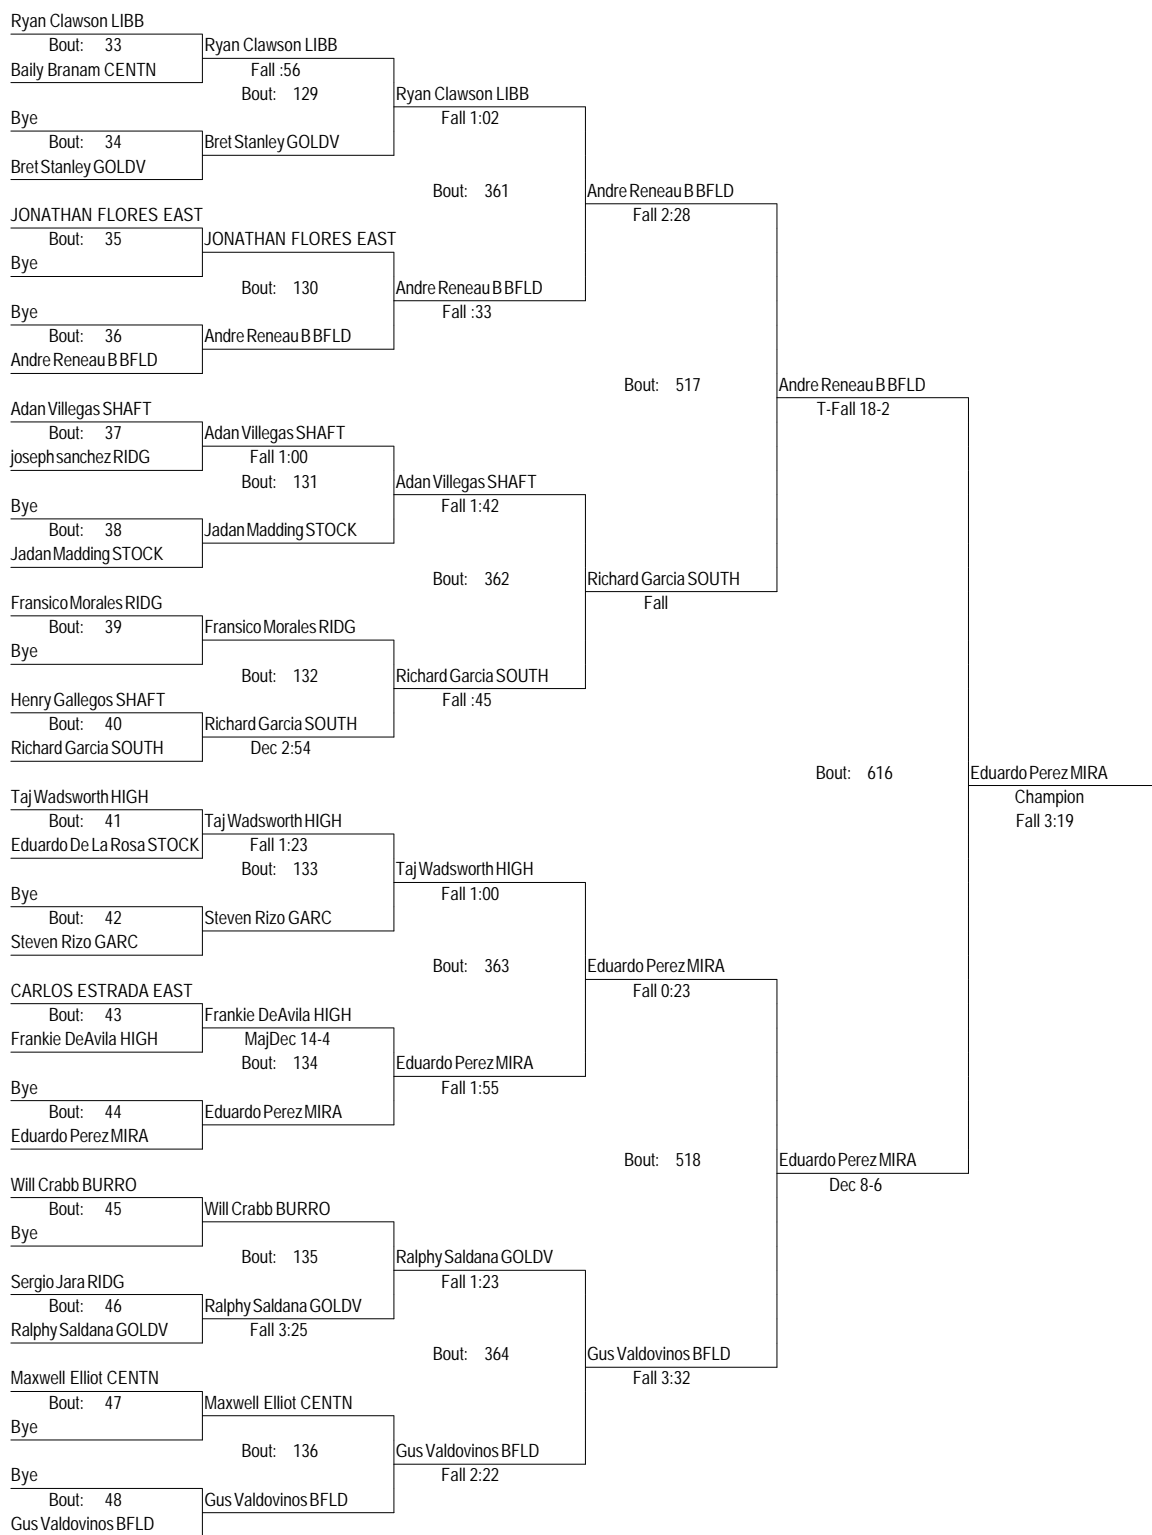 Ryan Clawson LIBB
Bout: 33
Ryan Clawson LIBB
Baily Branam CENTN
Fall :56
Bout: 129
Ryan Clawson LIBB
Bye
Fall 1:02
Bout: 34
Bret Stanley GOLDV
Bret Stanley GOLDV
Bout: 361
Andre Reneau B BFLD
JONATHAN FLORES EAST
Fall 2:28
Bout: 35
JONATHAN FLORES EAST
Bye
Bout: 130
Andre Reneau B BFLD
Bye
Fall :33
Bout: 36
Andre Reneau B BFLD
Andre Reneau B BFLD
Bout: 517
Andre Reneau B BFLD
Adan Villegas SHAFT
T-Fall 18-2
Bout: 37
Adan Villegas SHAFT
joseph sanchez RIDG
Fall 1:00
Bout: 131
Adan Villegas SHAFT
Bye
Fall 1:42
Bout: 38
Jadan Madding STOCK
Jadan Madding STOCK
Bout: 362
Richard Garcia SOUTH
Fransico Morales RIDG
Fall
Bout: 39
Fransico Morales RIDG
Bye
Bout: 132
Richard Garcia SOUTH
Henry Gallegos SHAFT
Fall :45
Bout: 40
Richard Garcia SOUTH
Richard Garcia SOUTH
Dec 2:54
Bout: 616
Eduardo Perez MIRA
Taj Wadsworth HIGH
Champion
Bout: 41
Taj Wadsworth HIGH
Fall 3:19
Eduardo De La Rosa STOCK
Fall 1:23
Bout: 133
Taj Wadsworth HIGH
Bye
Fall 1:00
Bout: 42
Steven Rizo GARC
Steven Rizo GARC
Bout: 363
Eduardo Perez MIRA
CARLOS ESTRADA EAST
Fall 0:23
Bout: 43
Frankie DeAvila HIGH
Frankie DeAvila HIGH
MajDec 14-4
Bout: 134
Eduardo Perez MIRA
Bye
Fall 1:55
Bout: 44
Eduardo Perez MIRA
Eduardo Perez MIRA
Bout: 518
Eduardo Perez MIRA
Will Crabb BURRO
Dec 8-6
Bout: 45
Will Crabb BURRO
Bye
Bout: 135
Ralphy Saldana GOLDV
Sergio Jara RIDG
Fall 1:23
Bout: 46
Ralphy Saldana GOLDV
Ralphy Saldana GOLDV
Fall 3:25
Bout: 364
Gus Valdovinos BFLD
Maxwell Elliot CENTN
Fall 3:32
Bout: 47
Maxwell Elliot CENTN
Bye
Bout: 136
Gus Valdovinos BFLD
Bye
Fall 2:22
Bout: 48
Gus Valdovinos BFLD
Gus Valdovinos BFLD